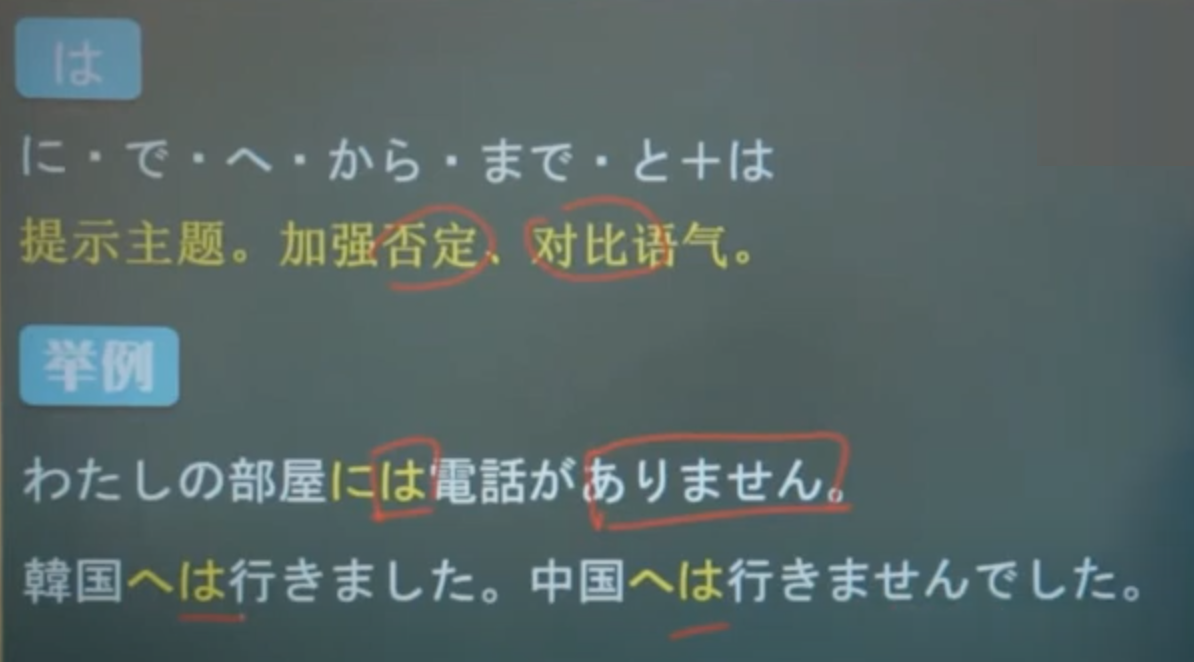 は
に・で・へ・から・まで・と＋は
提示主题。加强否定、对比语气。
举例
わたしの部屋には電話がありません。
韓国へは行きました。中国へは行きませんでした。